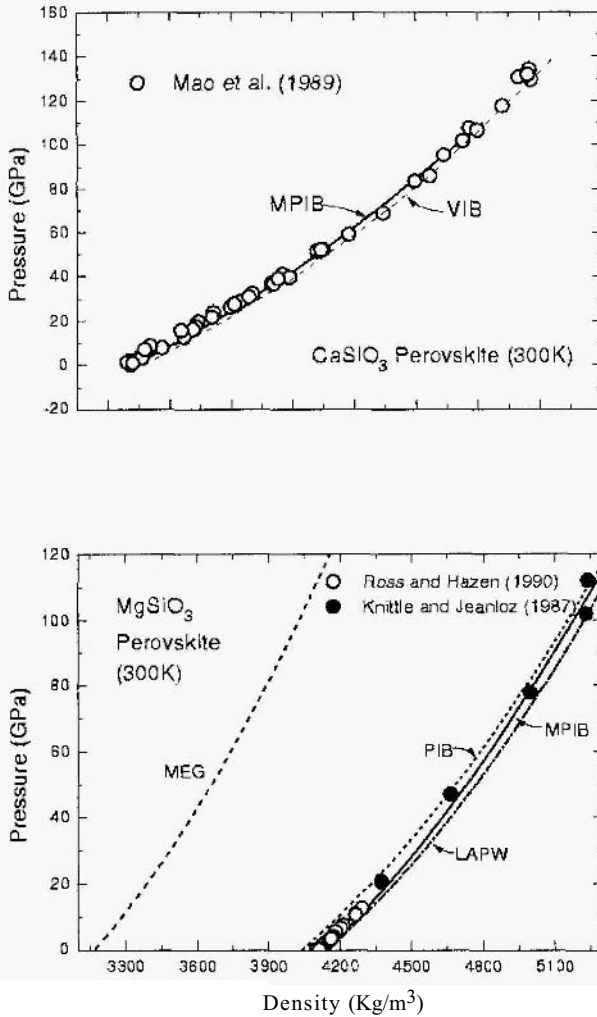 160
140
120
100
80
60
40
20
0
-20
Pressure (GPa)
Mao et al. (1989)
MPIB
VIB
CaSiO3 Perovskite (300K)
120
100
80
60
40
20
0
Pressure (GPa)
MgSiO3
Perovskite
(300K)
Ross and Hazen (1990)
Knittle and Jeanloz (1987)
MEG
PIB
MPIB
LAPW
3300 3600 3900 4200 4500 4800 5100
Density (Kg/m3)